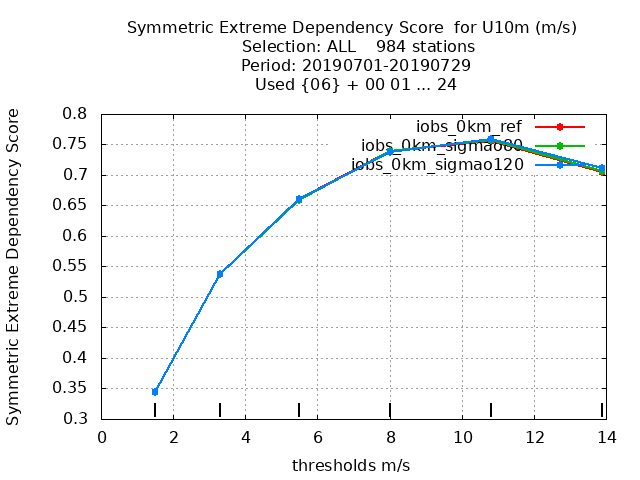 Symmetric Extreme Dependency Score  for U10m (m/s)
Selection: ALL    984 stations
Period: 20190701-20190729
Used {06} + 00 01 ... 24
Symmetric Extreme Dependency Score
0.8
0.75
0.7
0.65
0.6
0.55
0.5
0.45
0.4
0.35
0.3
iobs_0km_ref
iobs_0km_sigmao80
iobs_0km_sigmao120
0 2 4 6 8 10 12 14
thresholds m/s